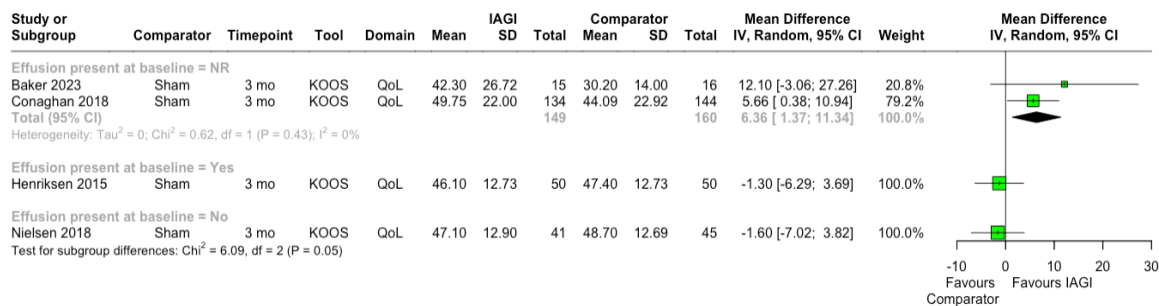 Study or IAGI Comparator Mean Difference Mean Difference
Subgroup Comparator Timepoint Tool Domain Mean SD Total Mean SD Total IV, Random, 95% CI Weight IV, Random, 95% CI
Effusion present at baseline = NR
Baker 2023 Sham 3 mo KOOS QoL 42.30 26.72 15 30.20 14.00 16 12.10 [-3.06; 27.26] 20.8%
Conaghan 2018 Sham 3 mo KOOS QoL 49.75 22.00 134 44.09 22.92 144 5.66 [ 0.38; 10.94] 79.2%
Total (95% CI) 149 160 6.36 [ 1.37; 11.34] 100.0%
Heterogeneity: Tau² = 0; Chi² = 0.62, df = 1 (P = 0.43); I² = 0%
Effusion present at baseline = Yes
Henriksen 2015 Sham 3 mo KOOS QoL 46.10 12.73 50 47.40 12.73 50 -1.30 [-6.29; 3.69] 100.0%
Effusion present at baseline = No
Nielsen 2018 Sham 3 mo KOOS QoL 47.10 12.90 41 48.70 12.69 45 -1.60 [-7.02; 3.82] 100.0%
Test for subgroup differences: Chi² = 6.09, df = 2 (P = 0.05)
-10 0 10 20 30
Favours Favours IAGI
Comparator